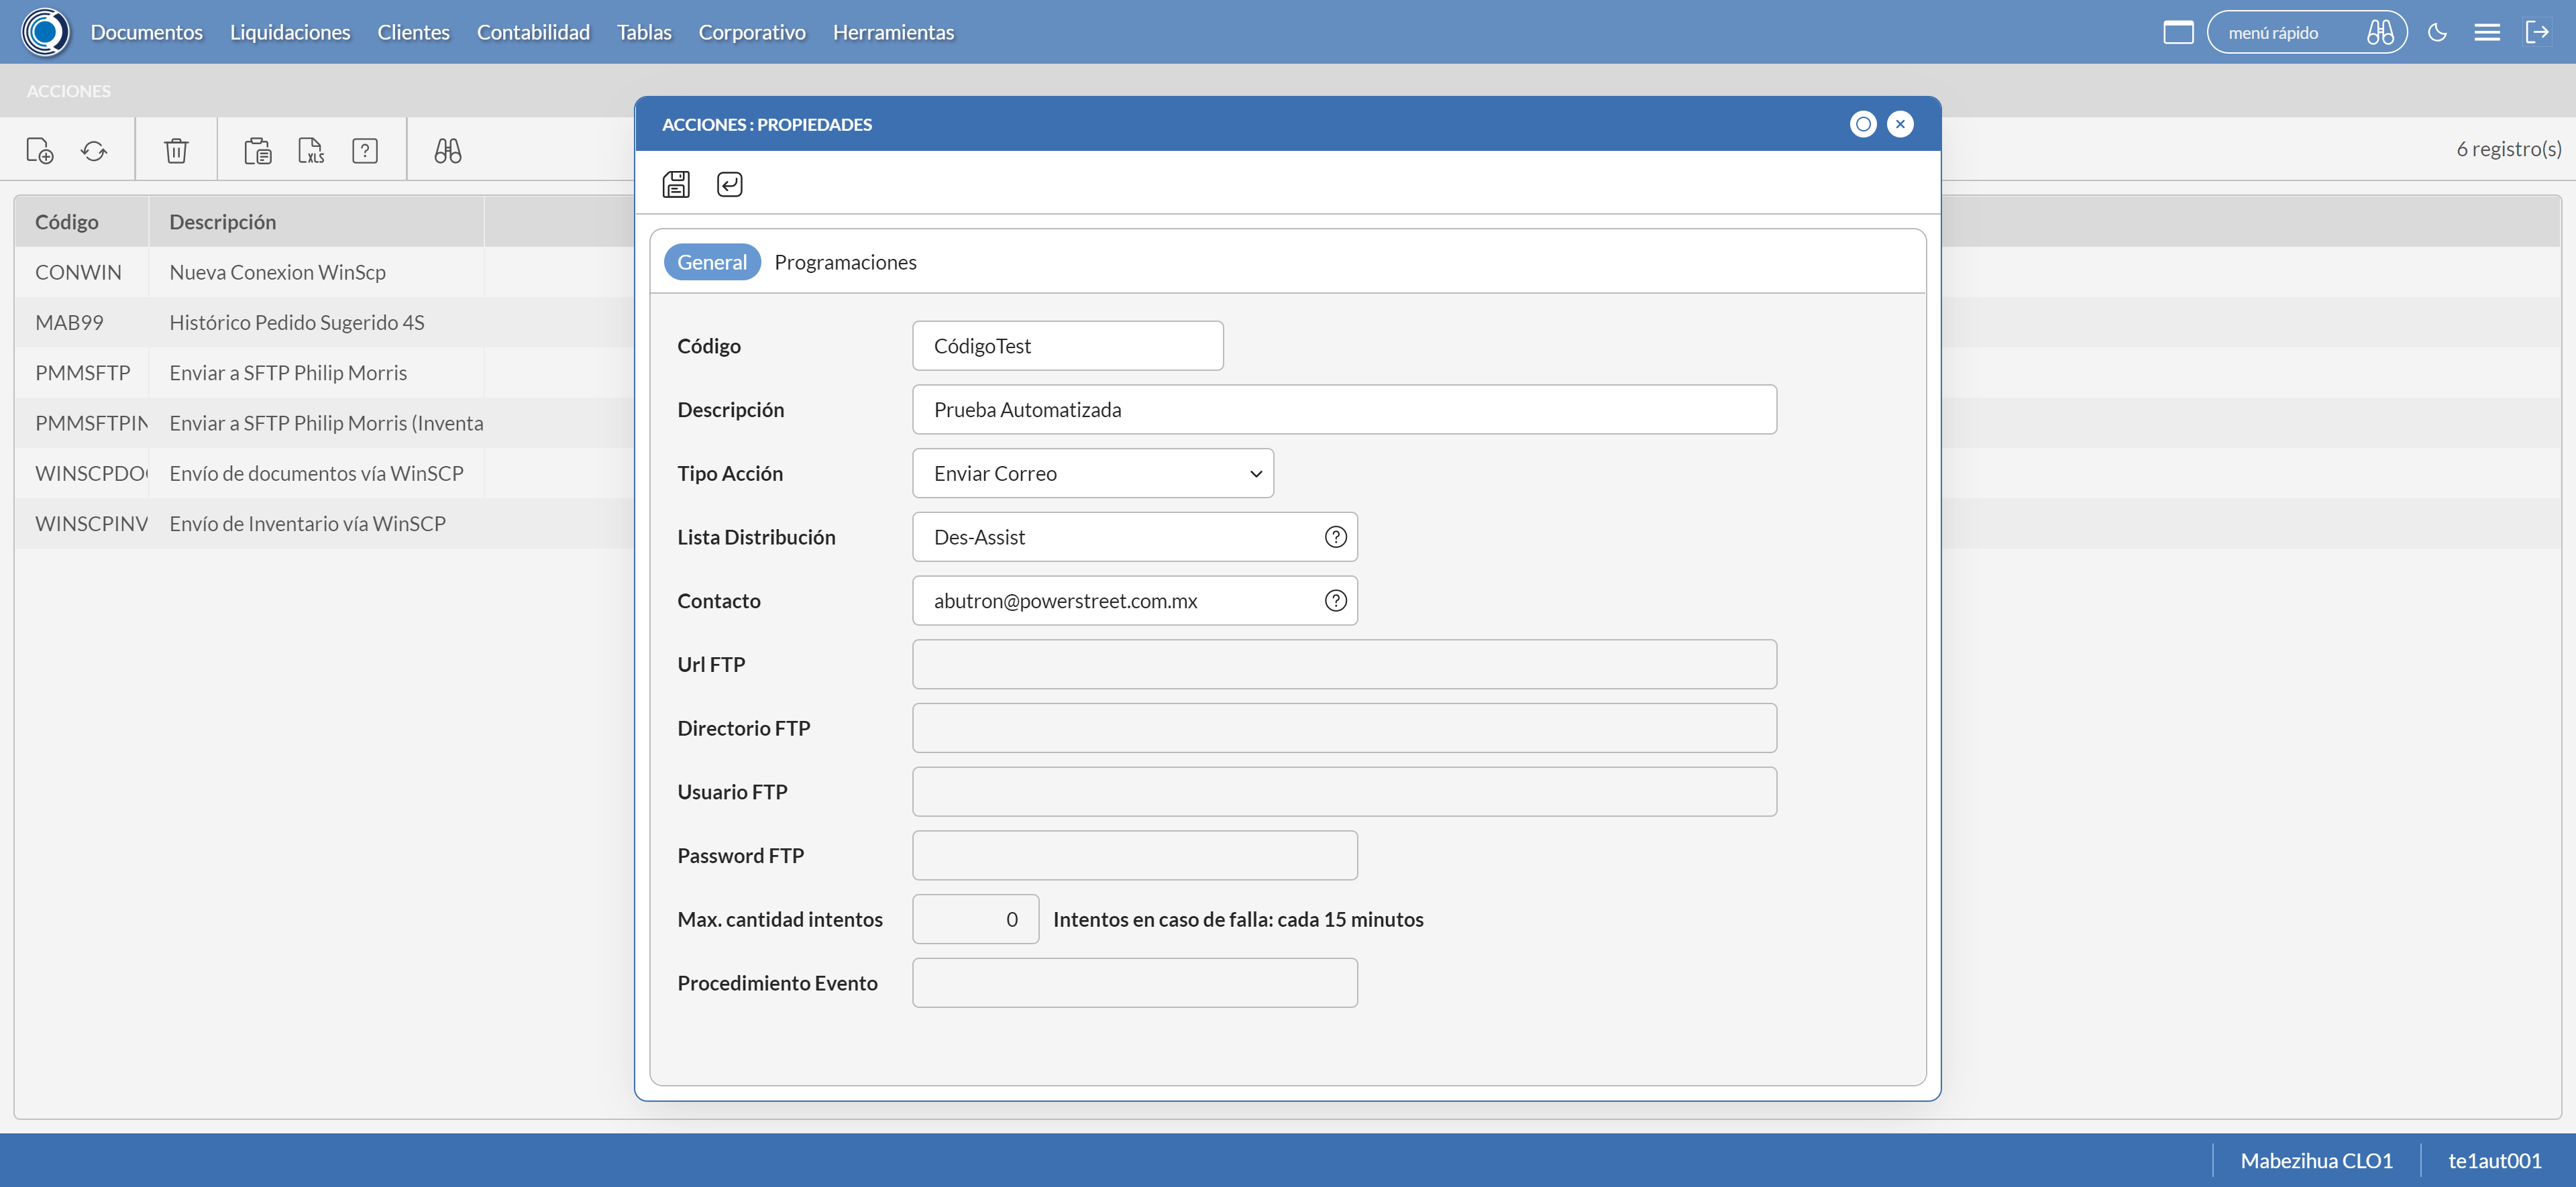 Documentos Liquidaciones Clientes Contabilidad Tablas Corporativo Herramientas menú rápido
ACCIONES
XLS
6 registro(s)
Código Descripción
CONWIN Nueva Conexion WinScp
MAB99 Histórico Pedido Sugerido 4S
PMMSFTP Enviar a SFTP Philip Morris
PMMSFTPIN Enviar a SFTP Philip Morris (Inventa
WINSCPDO Envío de documentos vía WinSCP
WINSCPINV Envío de Inventario vía WinSCP
ACCIONES : PROPIEDADES
General Programaciones
Código CódigoTest
Descripción Prueba Automatizada
Tipo Acción Enviar Correo
Lista Distribución Des-Assist
Contacto abutron@powerstreet.com.mx
Url FTP
Directorio FTP
Usuario FTP
Password FTP
Max. cantidad intentos 0 Intentos en caso de falla: cada 15 minutos
Procedimiento Evento
Mabezihua CLO1 te1aut001